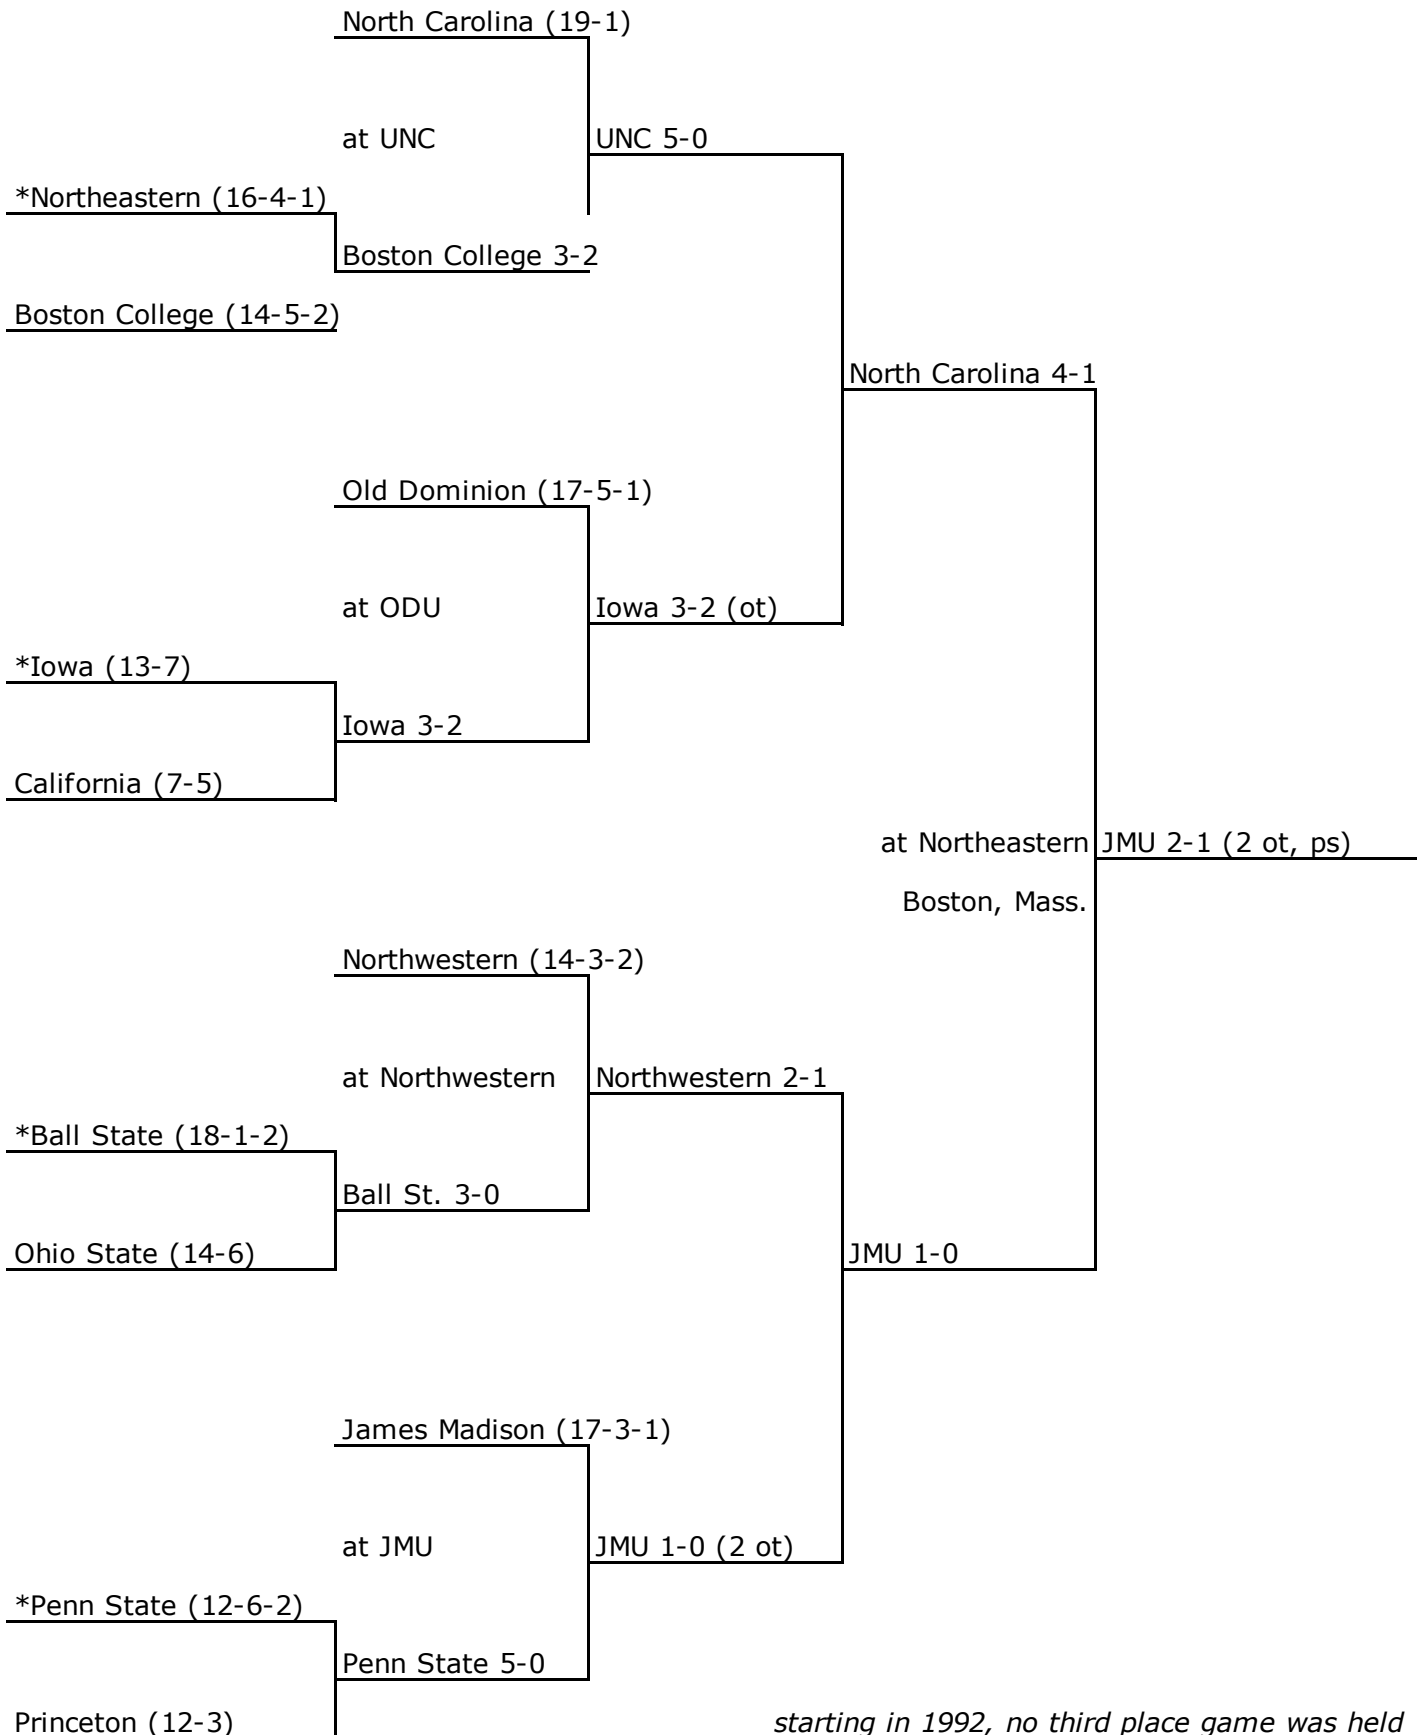 North Carolina (19-1)
at UNC
UNC 5-0
*Northeastern (16-4-1)
Boston College 3-2
Boston College (14-5-2)
North Carolina 4-1
Old Dominion (17-5-1)
at ODU
Iowa 3-2 (ot)
*Iowa (13-7)
Iowa 3-2
California (7-5)
at Northeastern
JMU 2-1 (2 ot, ps)
Boston, Mass.
Northwestern (14-3-2)
at Northwestern
Northwestern 2-1
*Ball State (18-1-2)
Ball St. 3-0
Ohio State (14-6)
JMU 1-0
James Madison (17-3-1)
at JMU
JMU 1-0 (2 ot)
*Penn State (12-6-2)
Penn State 5-0
Princeton (12-3)
starting in 1992, no third place game was held